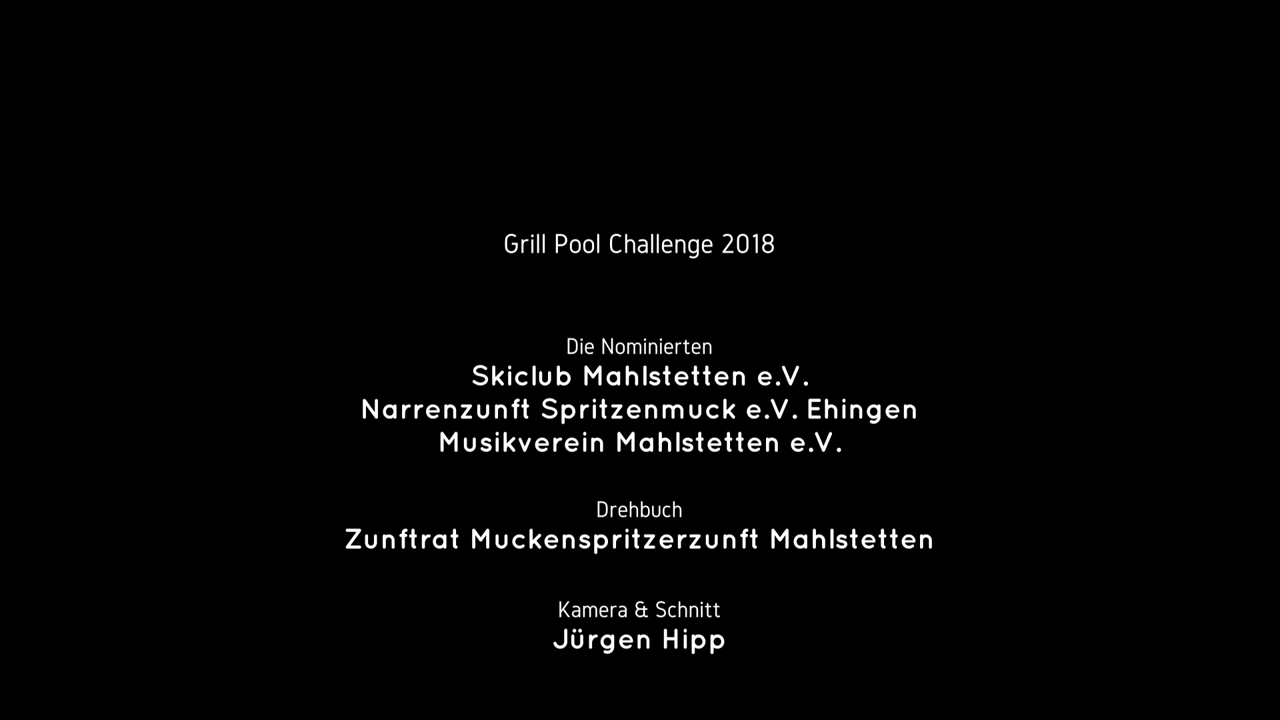 Grill Pool Challenge 2018
Die Nominierten
Skiclub Mahlstetten e.V.
Narrenzunft Spritzenmuck e.V. Ehingen
Musikverein Mahlstetten e.V.
Drehbuch
Zunftrat Muckenspritzerzunft Mahlstetten
Kamera & Schnitt
Jürgen Hipp